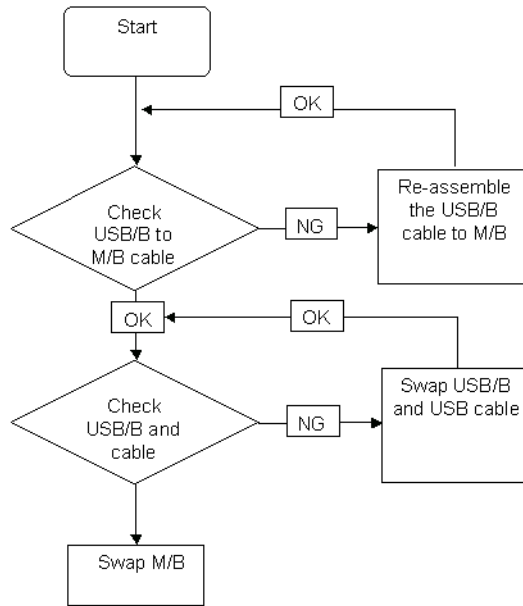 Start
OK
Check
USB/B to
M/B cable
NG
Re-assemble
the USB/B
cable to M/B
OK
OK
Check
USB/B and
cable
NG
Swap USB/B
and USB cable
Swap M/B